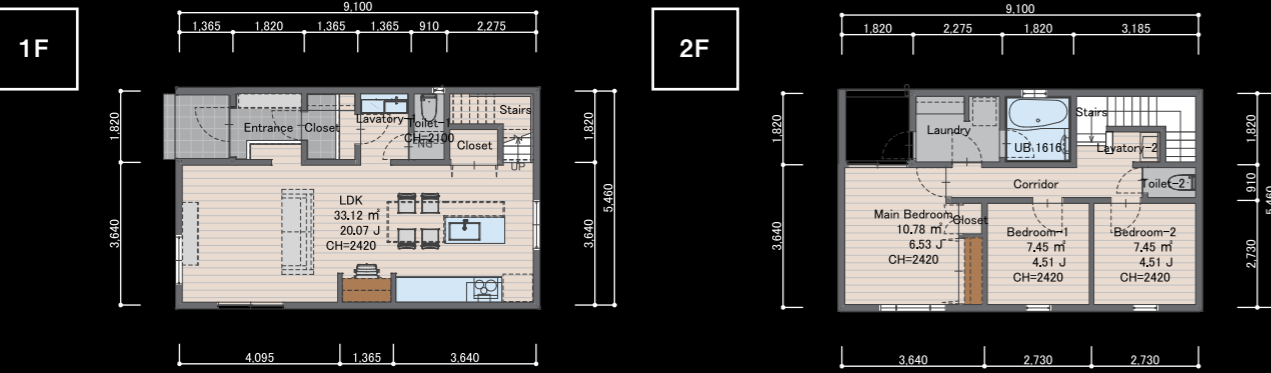 1F
9,100
1,365
1,820
1,365
1,365
910
2,275
1,820
3,640
Entrance
Closet
Lavatory-1
Toilet-1
CH=2100
Stairs
Closet
UP
LDK
33.12 ㎡
20.07 J
CH=2420
1,820
3,640
5,460
4,095
1,365
3,640
2F
9,100
1,820
2,275
1,820
3,185
1,820
3,640
Laundry
UB 1616
Stairs
Lavatory-2
Corridor
Toilet-2
Main Bedroom
10.78 ㎡
6.53 J
CH=2420
Closet
Bedroom-1
7.45 ㎡
4.51 J
CH=2420
Bedroom-2
7.45 ㎡
4.51 J
CH=2420
1,820
910
2,730
5,460
3,640
2,730
2,730